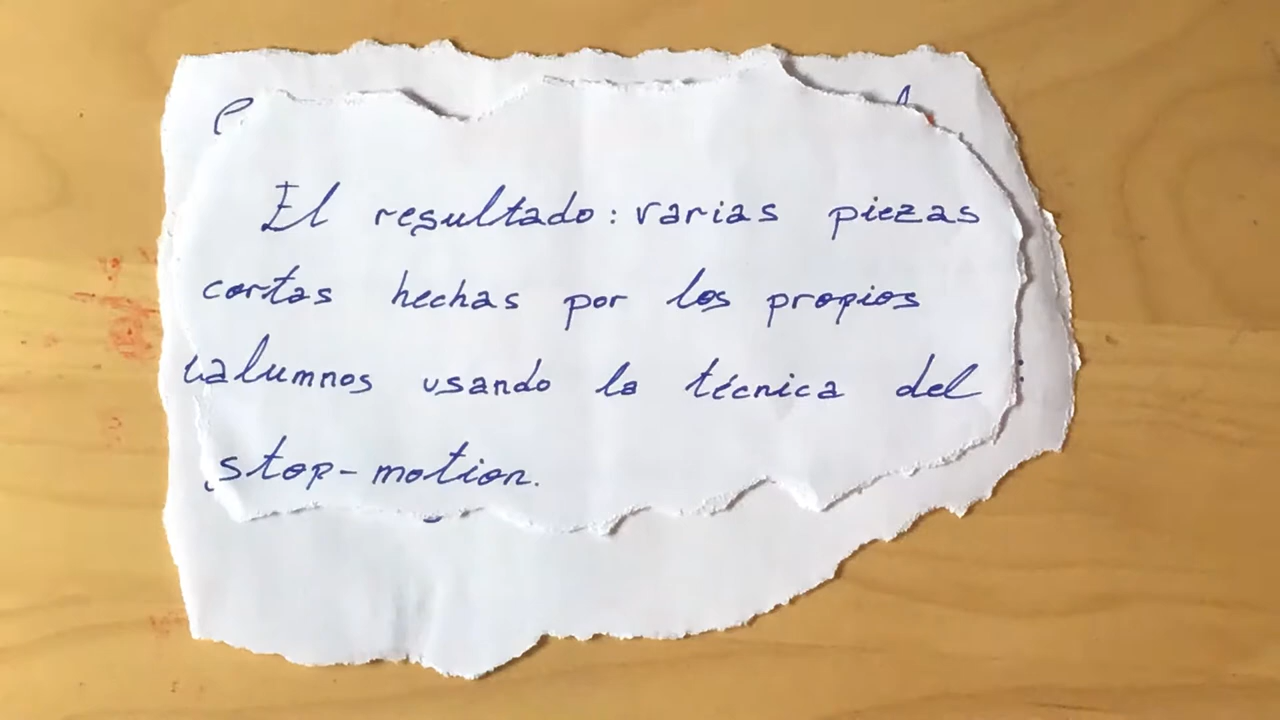 El resultado: varias piezas
cortas hechas por los propios
alumnos usando la técnica del
stop-motion.